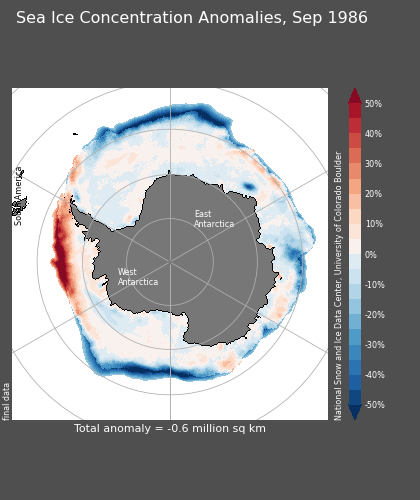 Sea Ice Concentration Anomalies, Sep 1986
South America
East
Antarctica
West
Antarctica
50%
40%
30%
20%
10%
0%
-10%
-20%
-30%
-40%
-50%
National Snow and Ice Data Center, University of Colorado Boulder
final data
Total anomaly = -0.6 million sq km